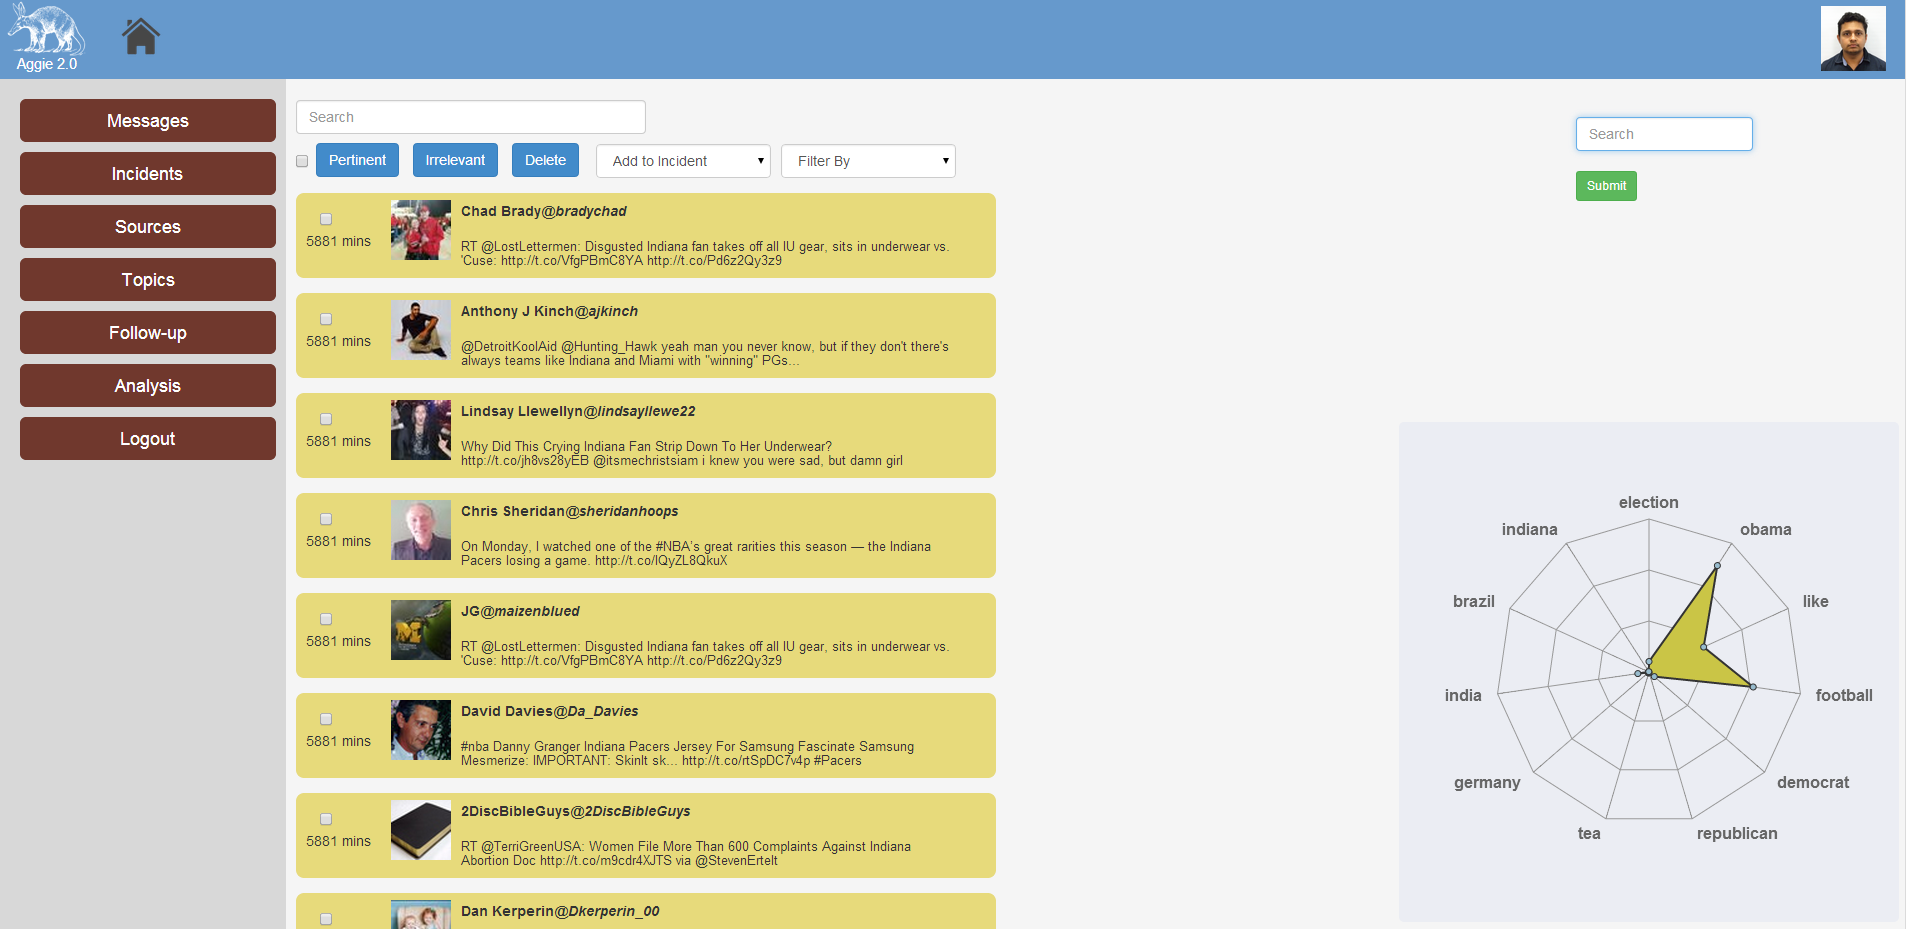 Aggie 2.0
Messages
Incidents
Sources
Topics
Follow-up
Analysis
Logout
Search
Pertinent
Irrelevant
Delete
Add to Incident
Filter By
5881 mins
Chad Brady@bradychad
RT @LostLettermen: Disgusted Indiana fan takes off all IU gear, sits in underwear vs.
'Cuse: http://t.co/VfgPBmC8YA http://t.co/Pd6z2Qy3z9
5881 mins
Anthony J Kinch@ajkinch
@DetroitKoolAid @Hunting_Hawk yeah man you never know, but if they don't there's
always teams like Indiana and Miami with "winning" PGs...
5881 mins
Lindsay Llewellyn@lindsayllewe22
Why Did This Crying Indiana Fan Strip Down To Her Underwear?
http://t.co/jh8vs28yEB @itsmechristsiam i knew you were sad, but damn girl
5881 mins
Chris Sheridan@sheridanhoops
On Monday, I watched one of the #NBA's great rarities this season — the Indiana
Pacers losing a game. http://t.co/lQyZL8QkuX
5881 mins
JG@maizenblued
RT @LostLettermen: Disgusted Indiana fan takes off all IU gear, sits in underwear vs.
'Cuse: http://t.co/VfgPBmC8YA http://t.co/Pd6z2Qy3z9
5881 mins
David Davies@Da_Davies
#nba Danny Granger Indiana Pacers Jersey For Samsung Fascinate Samsung
Mesmerize: IMPORTANT: SkinIt sk... http://t.co/rtSpDC7v4p #Pacers
5881 mins
2DiscBibleGuys@2DiscBibleGuys
RT @TerriGreenUSA: Women File More Than 600 Complaints Against Indiana
Abortion Doc http://t.co/m9cdr4XJTS via @StevenErtelt
Dan Kerperin@Dkerperin_00
Search
Submit
election
obama
like
football
democrat
republican
tea
germany
india
brazil
indiana